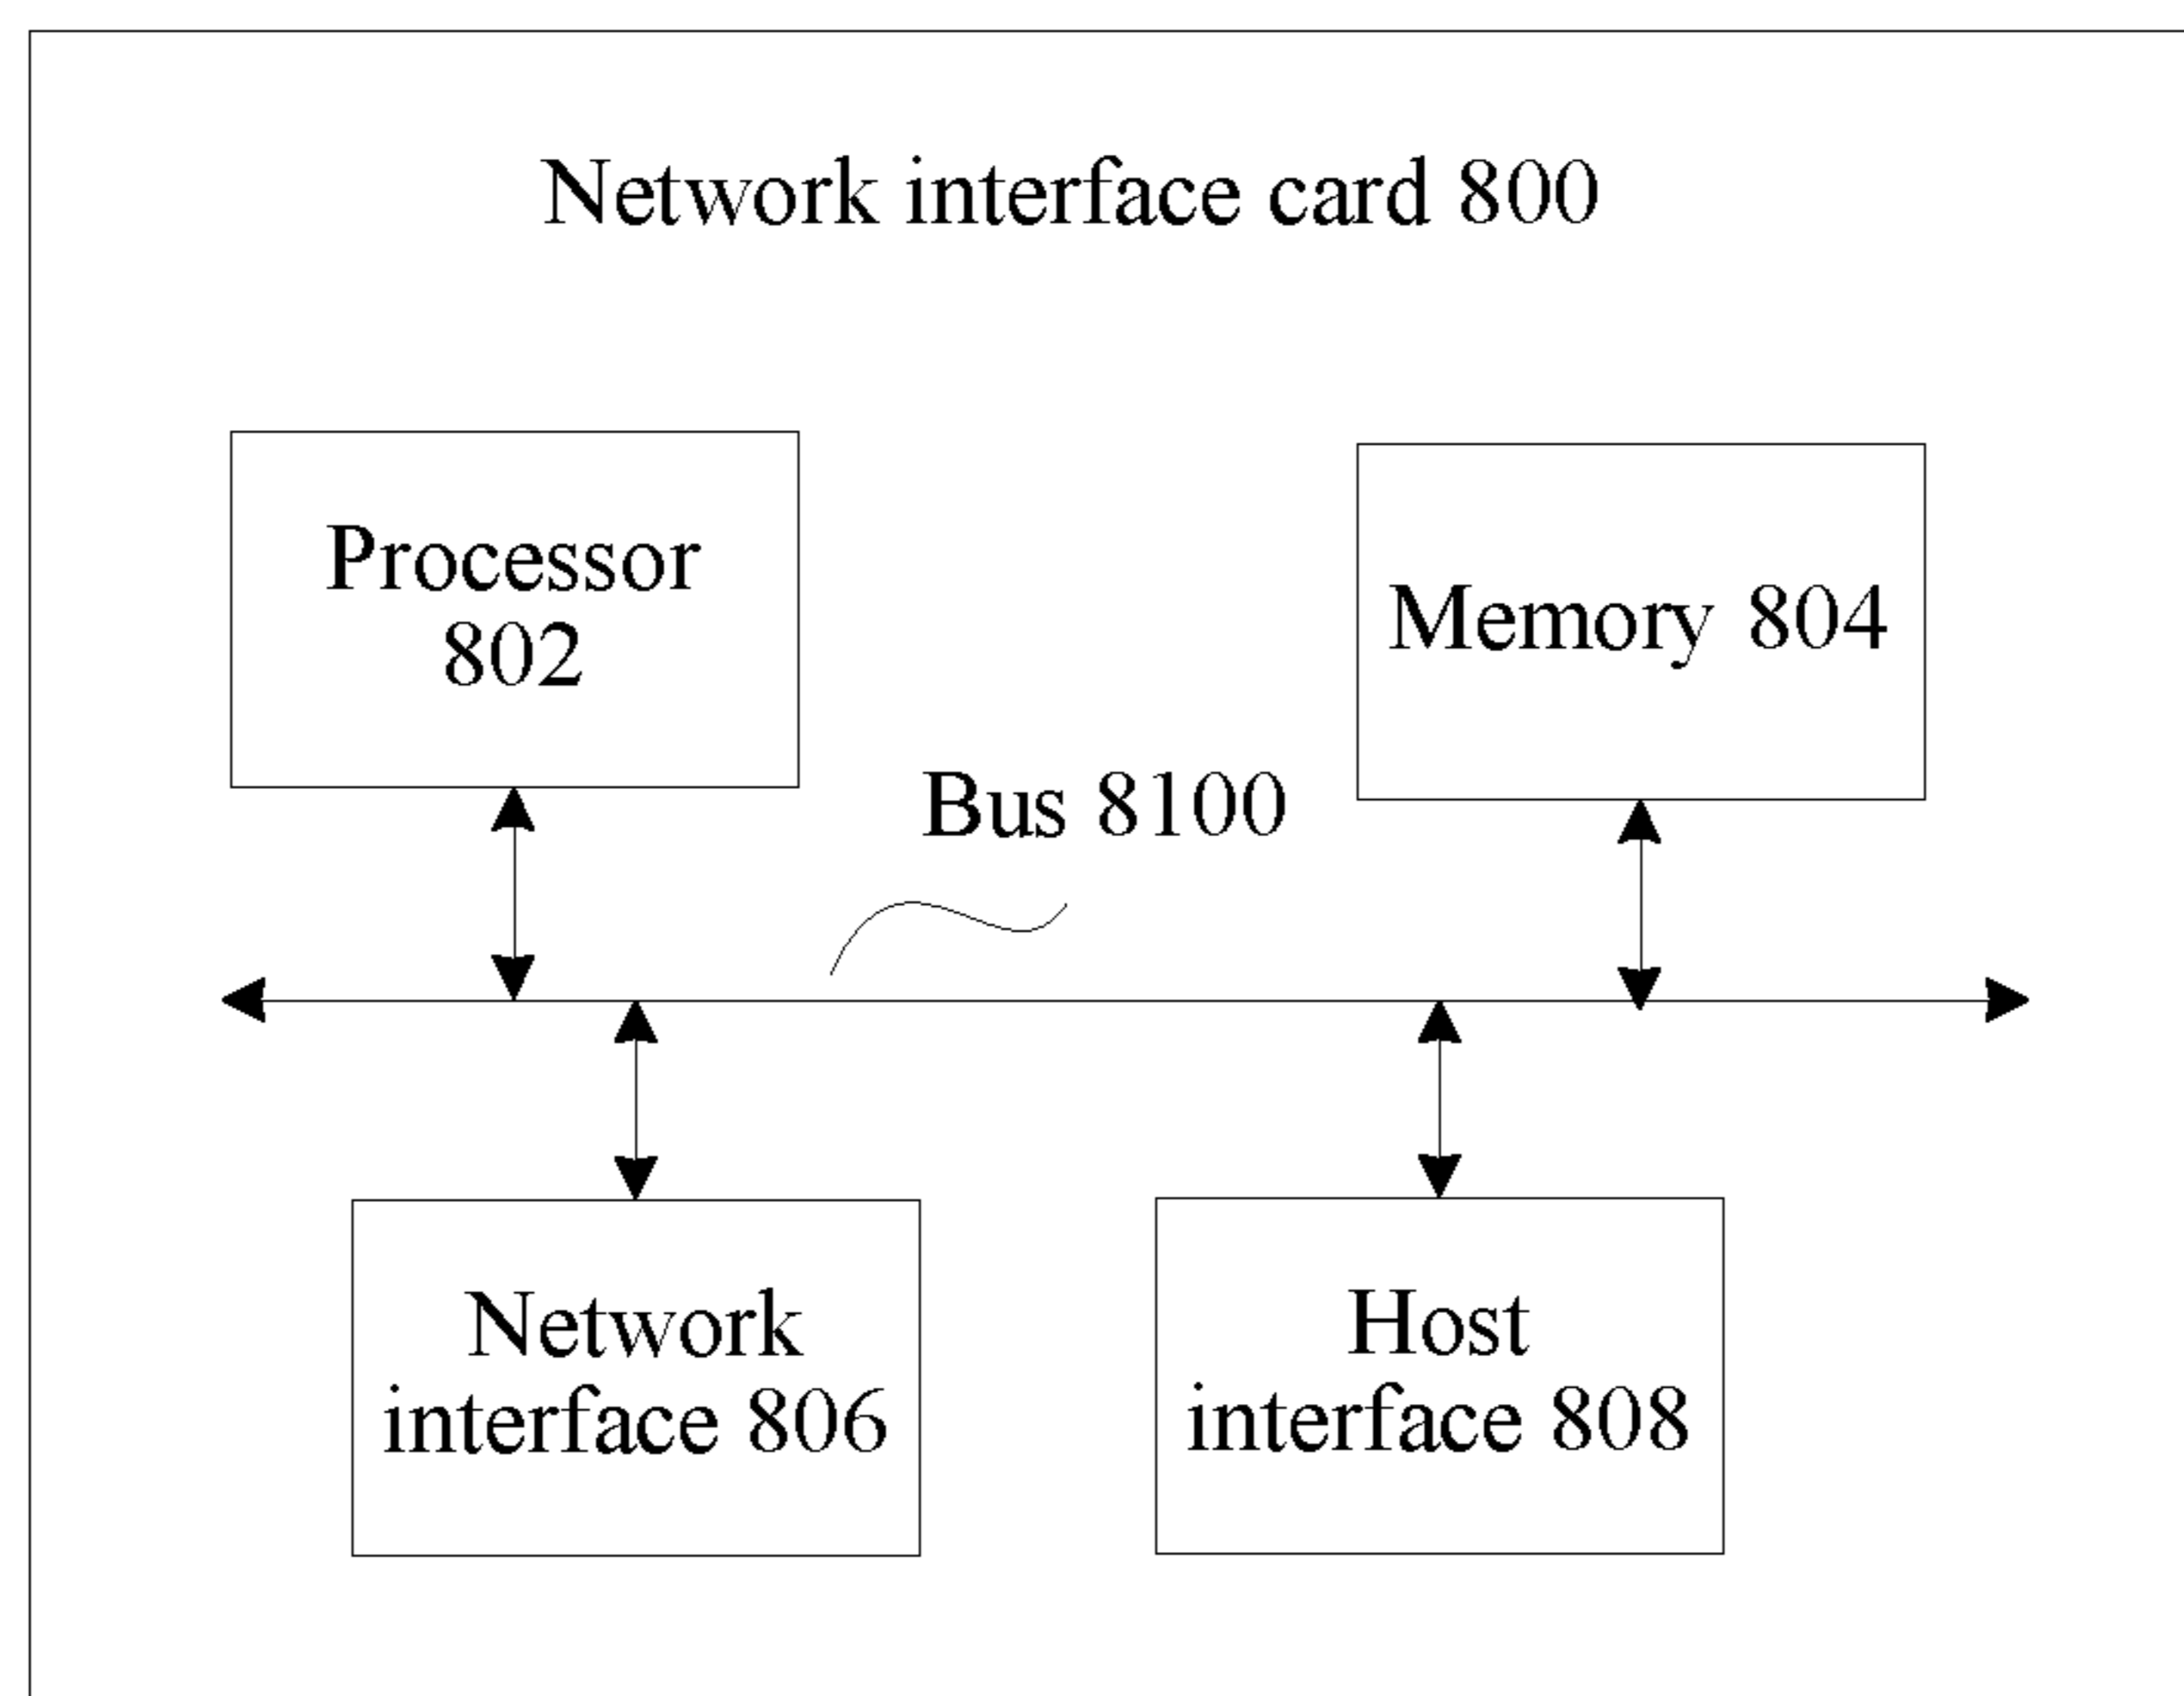 Network interface card 800
Processor
802
Memory 804
Bus 8100
Network
interface 806
Host
interface 808